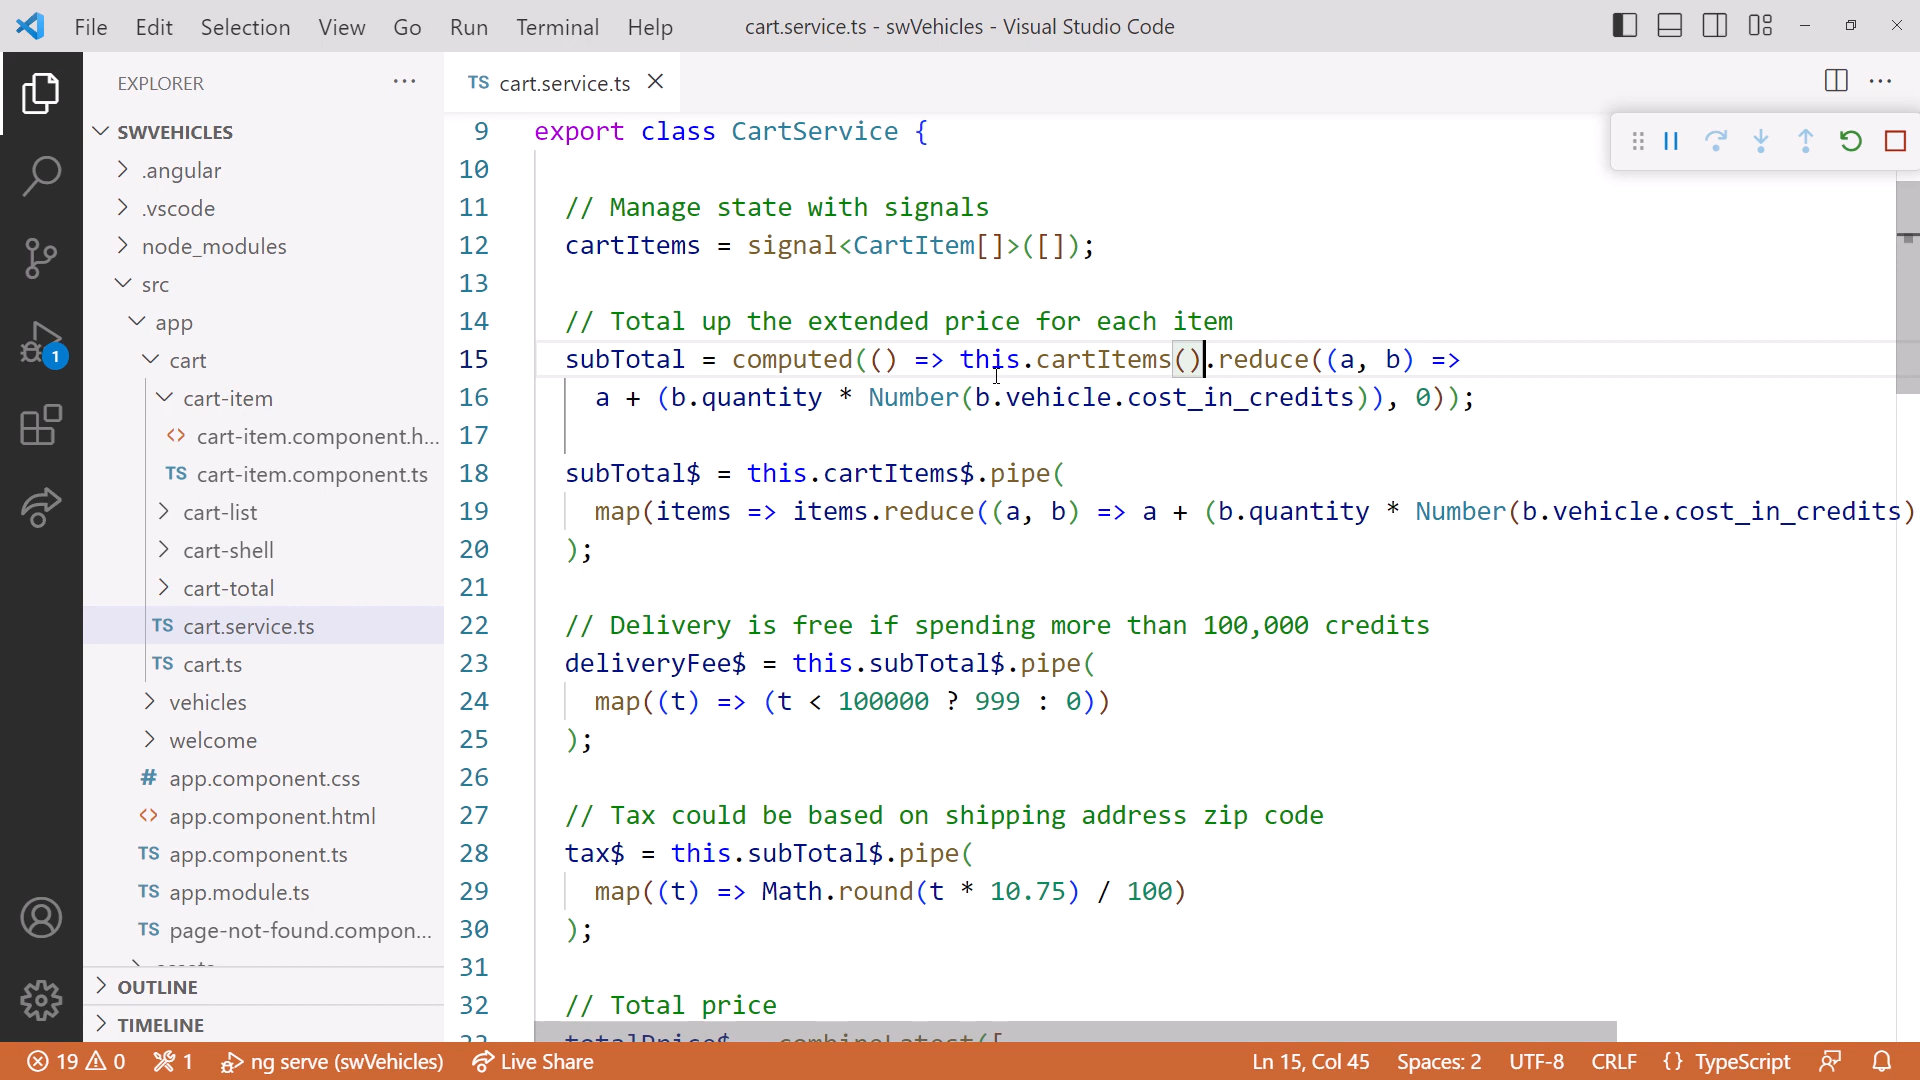 File Edit Selection View Go Run Terminal Help cart.service.ts - swVehicles - Visual Studio Code
EXPLORER ···
SWVEHICLES
.angular
.vscode
node_modules
src
app
cart
cart-item
<> cart-item.component.h...
TS cart-item.component.ts
cart-list
cart-shell
cart-total
TS cart.service.ts
TS cart.ts
vehicles
welcome
# app.component.css
<> app.component.html
TS app.component.ts
TS app.module.ts
TS page-not-found.compon...
OUTLINE
TIMELINE
1
TS cart.service.ts
9 export class CartService {
10
11 // Manage state with signals
12 cartItems = signal<CartItem[]>([]);
13
14 // Total up the extended price for each item
15 subTotal = computed(() => this.cartItems().reduce((a, b) =>
16 a + (b.quantity * Number(b.vehicle.cost_in_credits)), 0));
17
18 subTotal$ = this.cartItems$.pipe(
19 map(items => items.reduce((a, b) => a + (b.quantity * Number(b.vehicle.cost_in_credits)
20 );
21
22 // Delivery is free if spending more than 100,000 credits
23 deliveryFee$ = this.subTotal$.pipe(
24 map((t) => (t < 100000 ? 999 : 0))
25 );
26
27 // Tax could be based on shipping address zip code
28 tax$ = this.subTotal$.pipe(
29 map((t) => Math.round(t * 10.75) / 100)
30 );
31
32 // Total price
19 0 1 ng serve (swVehicles) Live Share Ln 15, Col 45 Spaces: 2 UTF-8 CRLF {} TypeScript